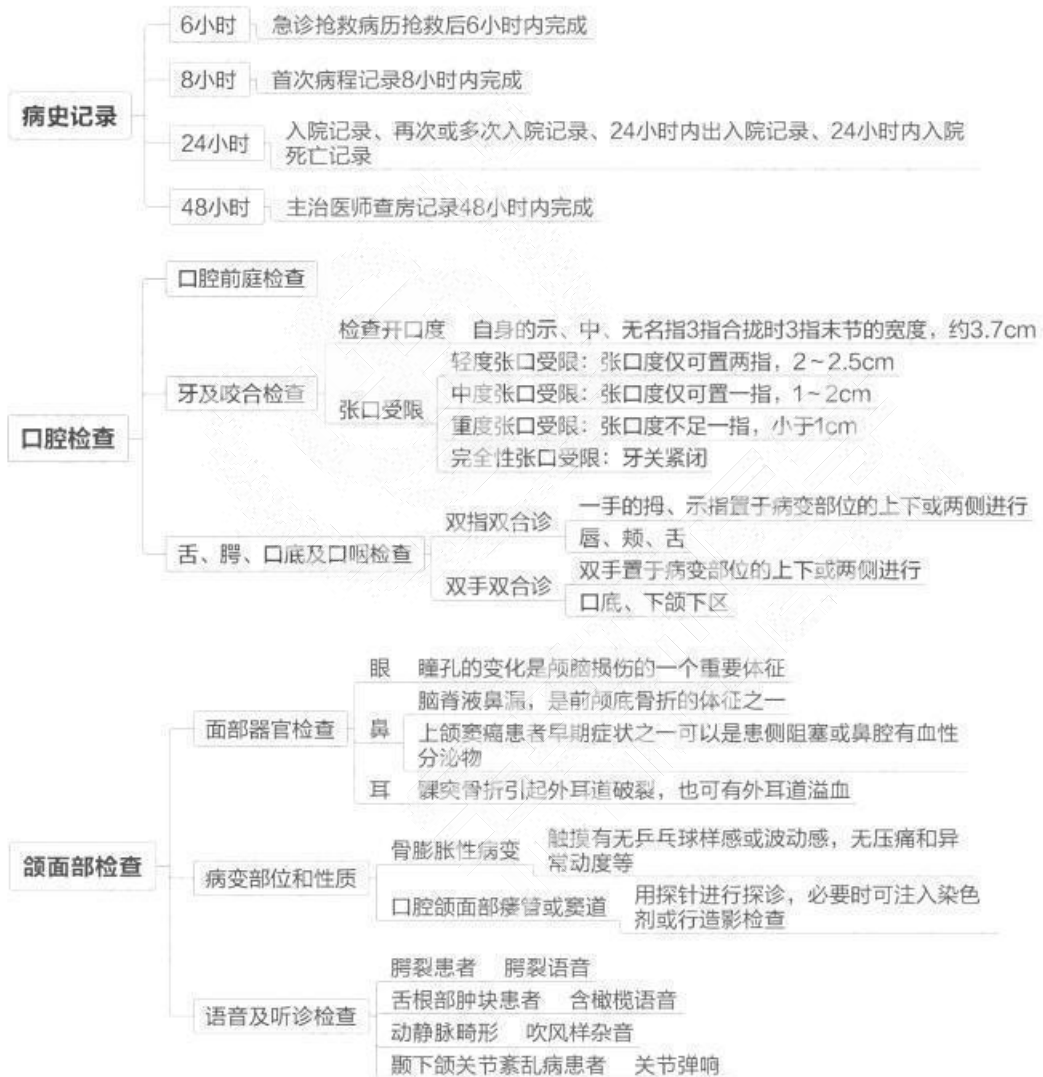 病史记录
6小时 急诊抢救病历抢救后6小时内完成
8小时 首次病程记录8小时内完成
24小时 入院记录、再次或多次入院记录、24小时内出入院记录、24小时内入院
死亡记录
48小时 主治医师查房记录48小时内完成
口腔检查
口腔前庭检查
牙及咬合检查
检查开口度 自身的示、中、无名指3指合拢时3指末节的宽度，约3.7cm
张口受限
轻度张口受限：张口度仅可置两指，2~2.5cm
中度张口受限：张口度仅可置一指，1~2cm
重度张口受限：张口度不足一指，小于1cm
完全性张口受限：牙关紧闭
舌、腭、口底及口咽检查
双指双合诊
一手的拇、示指置于病变部位的上下或两侧进行
唇、颊、舌
双手双合诊
双手置于病变部位的上下或两侧进行
口底、下颌下区
颌面部检查
面部器官检查
眼 瞳孔的变化是颅脑损伤的一个重要体征
鼻
脑脊液鼻漏，是前颅底骨折的体征之一
上颌窦癌患者早期症状之一可以是患侧阻塞或鼻腔有血性
分泌物
耳 髁突骨折引起外耳道破裂，也可有外耳道溢血
病变部位和性质
骨膨胀性病变 触摸有无乒乓球样感或波动感，无压痛和异
常动度等
口腔颌面部瘘管或窦道 用探针进行探诊，必要时可注入染色
剂或行造影检查
语音及听诊检查
腭裂患者 腭裂语音
舌根部肿块患者 含橄榄语音
动静脉畸形 吹风样杂音
颞下颌关节紊乱病患者 关节弹响